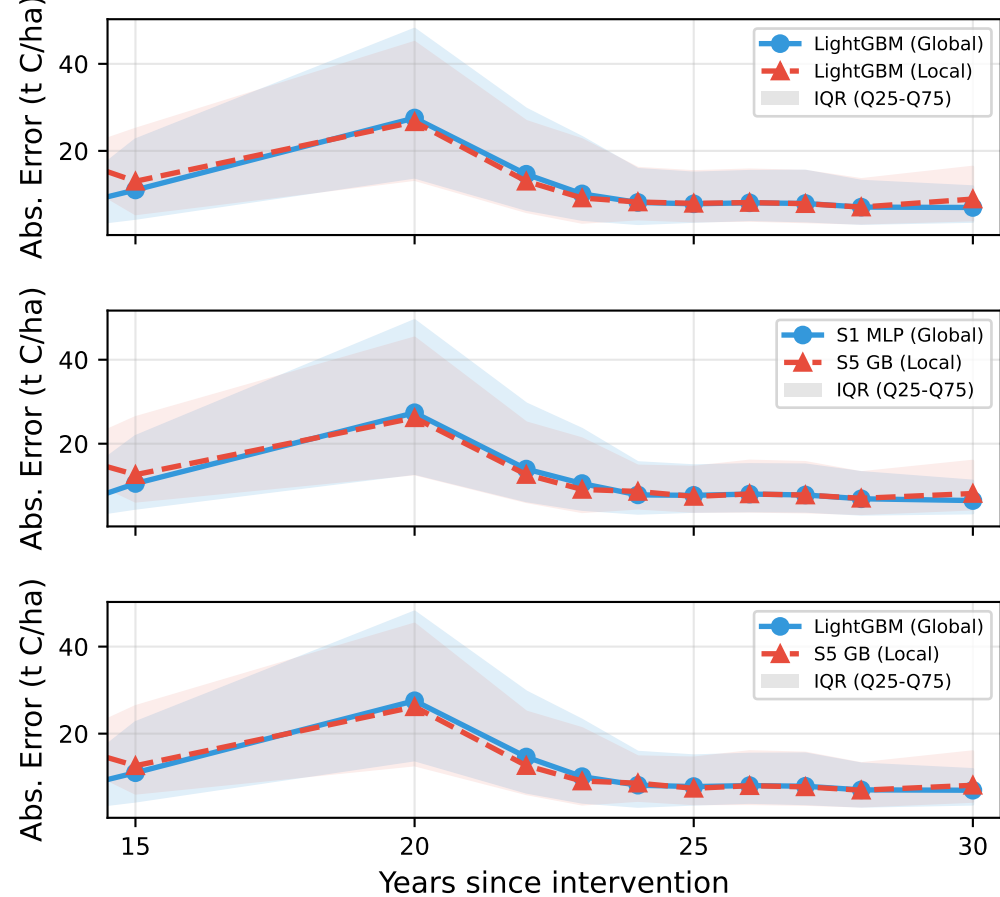 Abs. Error (t C/ha)
40
20
LightGBM (Global)
LightGBM (Local)
IQR (Q25-Q75)
Abs. Error (t C/ha)
40
20
S1 MLP (Global)
S5 GB (Local)
IQR (Q25-Q75)
Abs. Error (t C/ha)
40
20
LightGBM (Global)
S5 GB (Local)
IQR (Q25-Q75)
15 20 25 30
Years since intervention